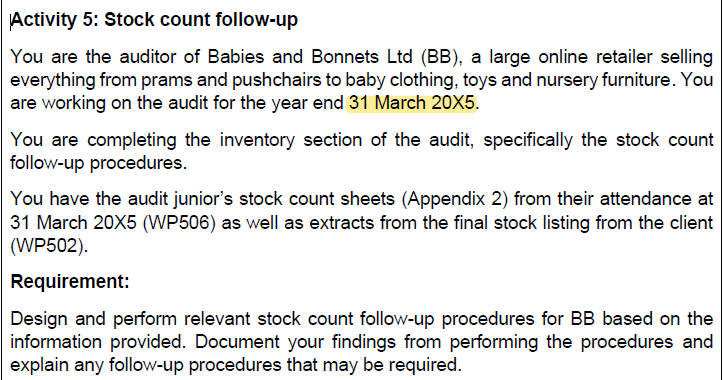 Activity 5: Stock count follow-up
You are the auditor of Babies and Bonnets Ltd (BB), a large online retailer selling
everything from prams and pushchairs to baby clothing, toys and nursery furniture. You
are working on the audit for the year end 31 March 20X5.
You are completing the inventory section of the audit, specifically the stock count
follow-up procedures.
You have the audit junior's stock count sheets (Appendix 2) from their attendance at
31 March 20X5 (WP506) as well as extracts from the final stock listing from the client
(WP502).
Requirement:
Design and perform relevant stock count follow-up procedures for BB based on the
information provided. Document your findings from performing the procedures and
explain any follow-up procedures that may be required.